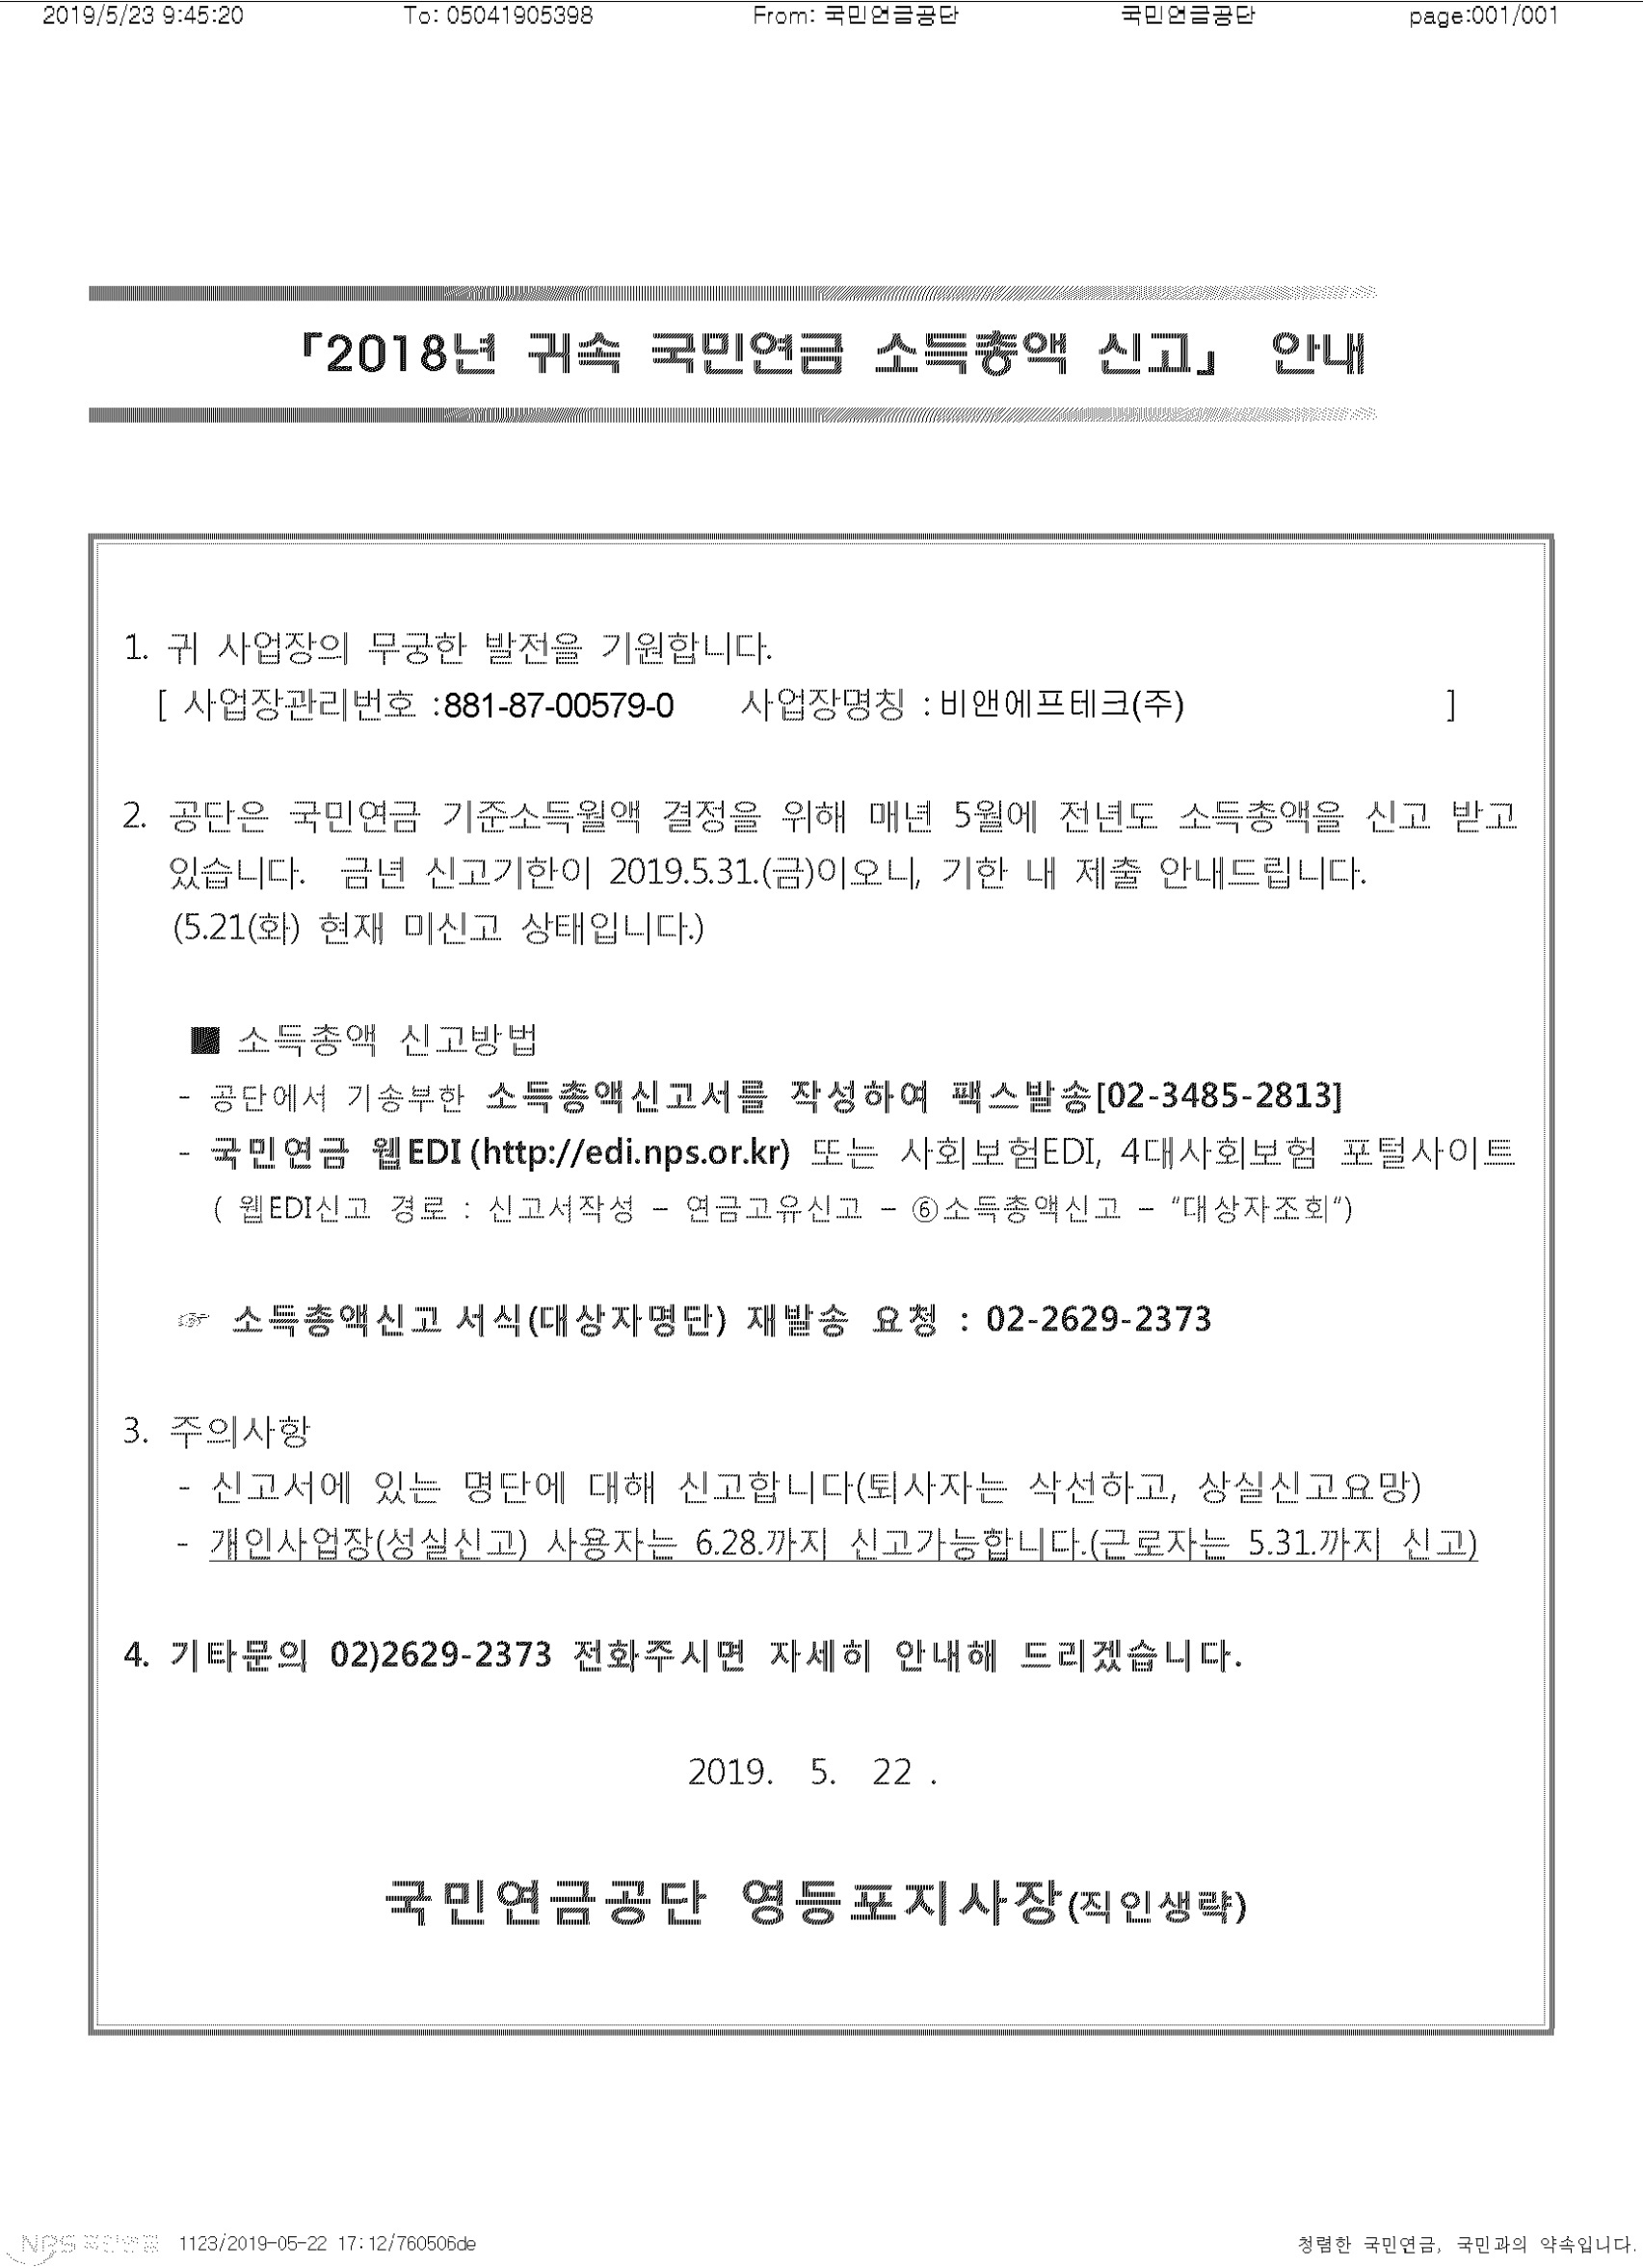 2019/5/23 9:45:20 To: 05041905398 From: 국민연금공단 국민연금공단 page:001/001
「2018년 귀속 국민연금 소득총액 신고」 안내
1. 귀 사업장의 무궁한 발전을 기원합니다.
[ 사업장관리번호 :881-87-00579-0 사업장명칭 : 비앤에프테크(주) ]
2. 공단은 국민연금 기준소득월액 결정을 위해 매년 5월에 전년도 소득총액을 신고 받고
있습니다. 금년 신고기한이 2019.5.31.(금)이오니, 기한 내 제출 안내드립니다.
(5.21(화) 현재 미신고 상태입니다.)
■ 소득총액 신고방법
- 공단에서 기송부한 소득총액신고서를 작성하여 팩스발송[02-3485-2813]
- 국민연금 웹EDI (http://edi.nps.or.kr) 또는 사회보험EDI, 4대사회보험 포털사이트
( 웹EDI신고 경로 : 신고서작성 – 연금고유신고 – ⑥소득총액신고 – “대상자조회“)
☞ 소득총액신고 서식(대상자명단) 재발송 요청 : 02-2629-2373
3. 주의사항
- 신고서에 있는 명단에 대해 신고합니다(퇴사자는 삭선하고, 상실신고요망)
- 개인사업장(성실신고) 사용자는 6.28.까지 신고가능합니다.(근로자는 5.31.까지 신고)
4. 기타문의 02)2629-2373 전화주시면 자세히 안내해 드리겠습니다.
2019. 5. 22 .
국민연금공단 영등포지사장(직인생략)
NPS 국민연금 1123/2019-05-22 17:12/760506de 청렴한 국민연금, 국민과의 약속입니다.